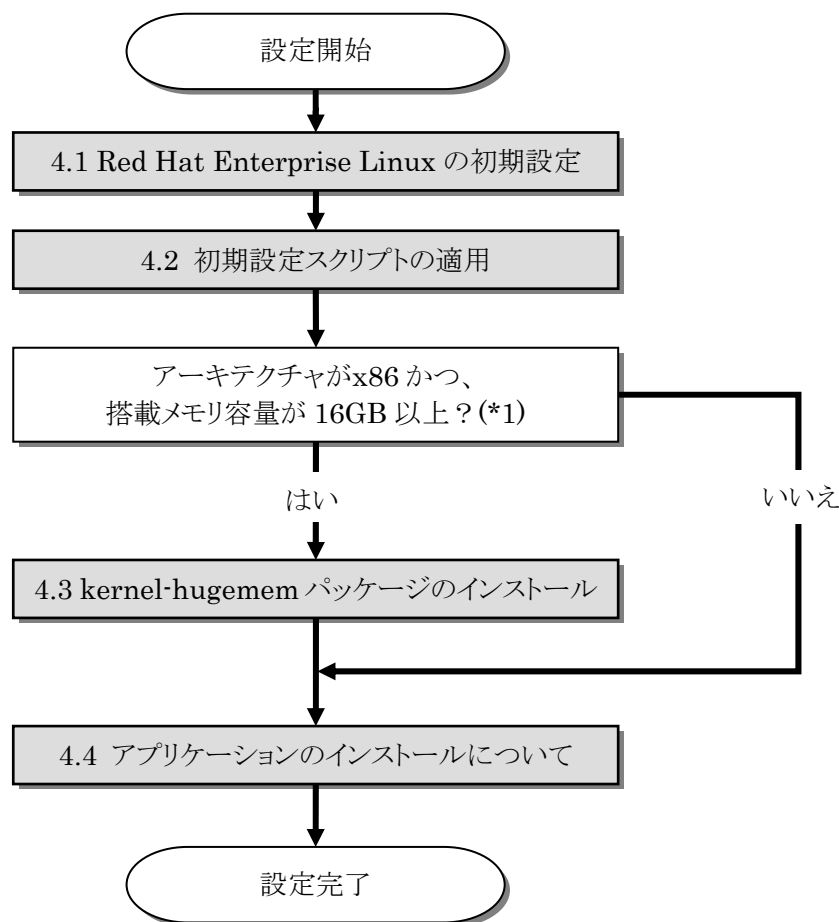 設定開始
4.1 Red Hat Enterprise Linux の初期設定
4.2 初期設定スクリプトの適用
アーキテクチャがx86 かつ、
搭載メモリ容量が 16GB 以上？(*1)
はい
いいえ
4.3 kernel-hugemem パッケージのインストール
4.4 アプリケーションのインストールについて
設定完了